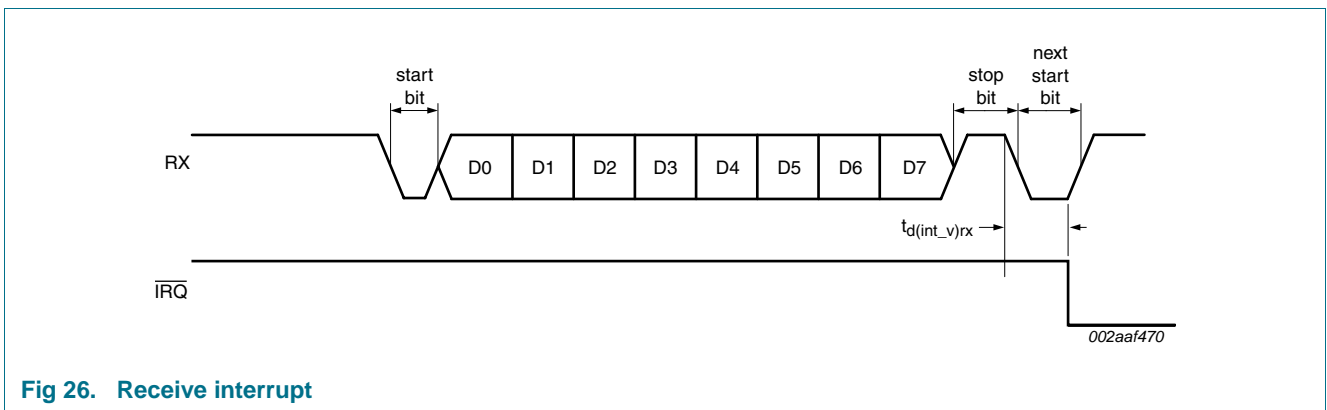 start
bit
stop
bit
next
start
bit
RX
D0 D1 D2 D3 D4 D5 D6 D7
td(int_v)rx
IRQ
002aaf470
Fig 26. Receive interrupt